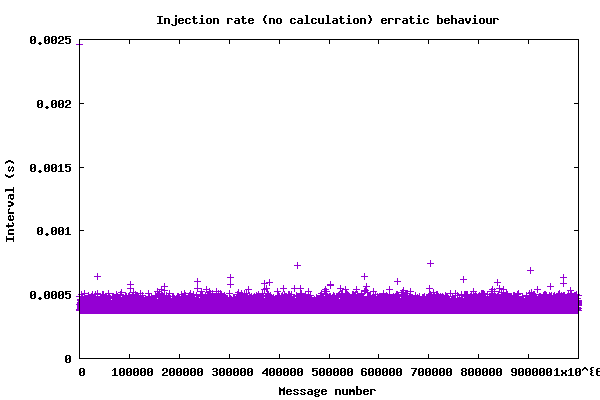 Injection rate (no calculation) erratic behaviour
0.0025
0.002
0.0015
0.001
0.0005
0
Interval (s)
0 100000 200000 300000 400000 500000 600000 700000 800000 9000001x10^{6
Message number